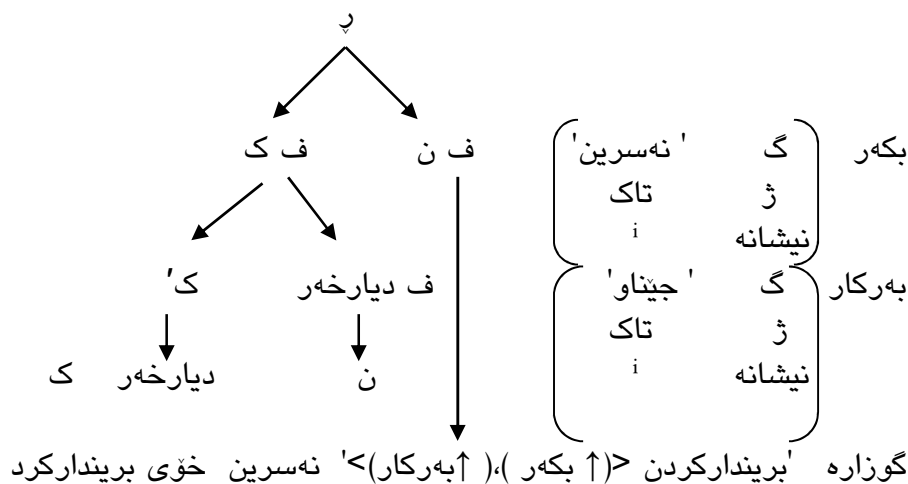 ڕ
بکەر گ ' نەسرین' ف ن ف ک
ژ تاک
نیشانە i
بەرکار گ ' جێناو' ف دیارخەر ک'
ژ تاک
نیشانە i ن دیارخەر ک
گوزارە 'بریندارکردن <(↑ بکەر )،( ↑بەرکار)>' نەسرین خۆی بریندارکرد